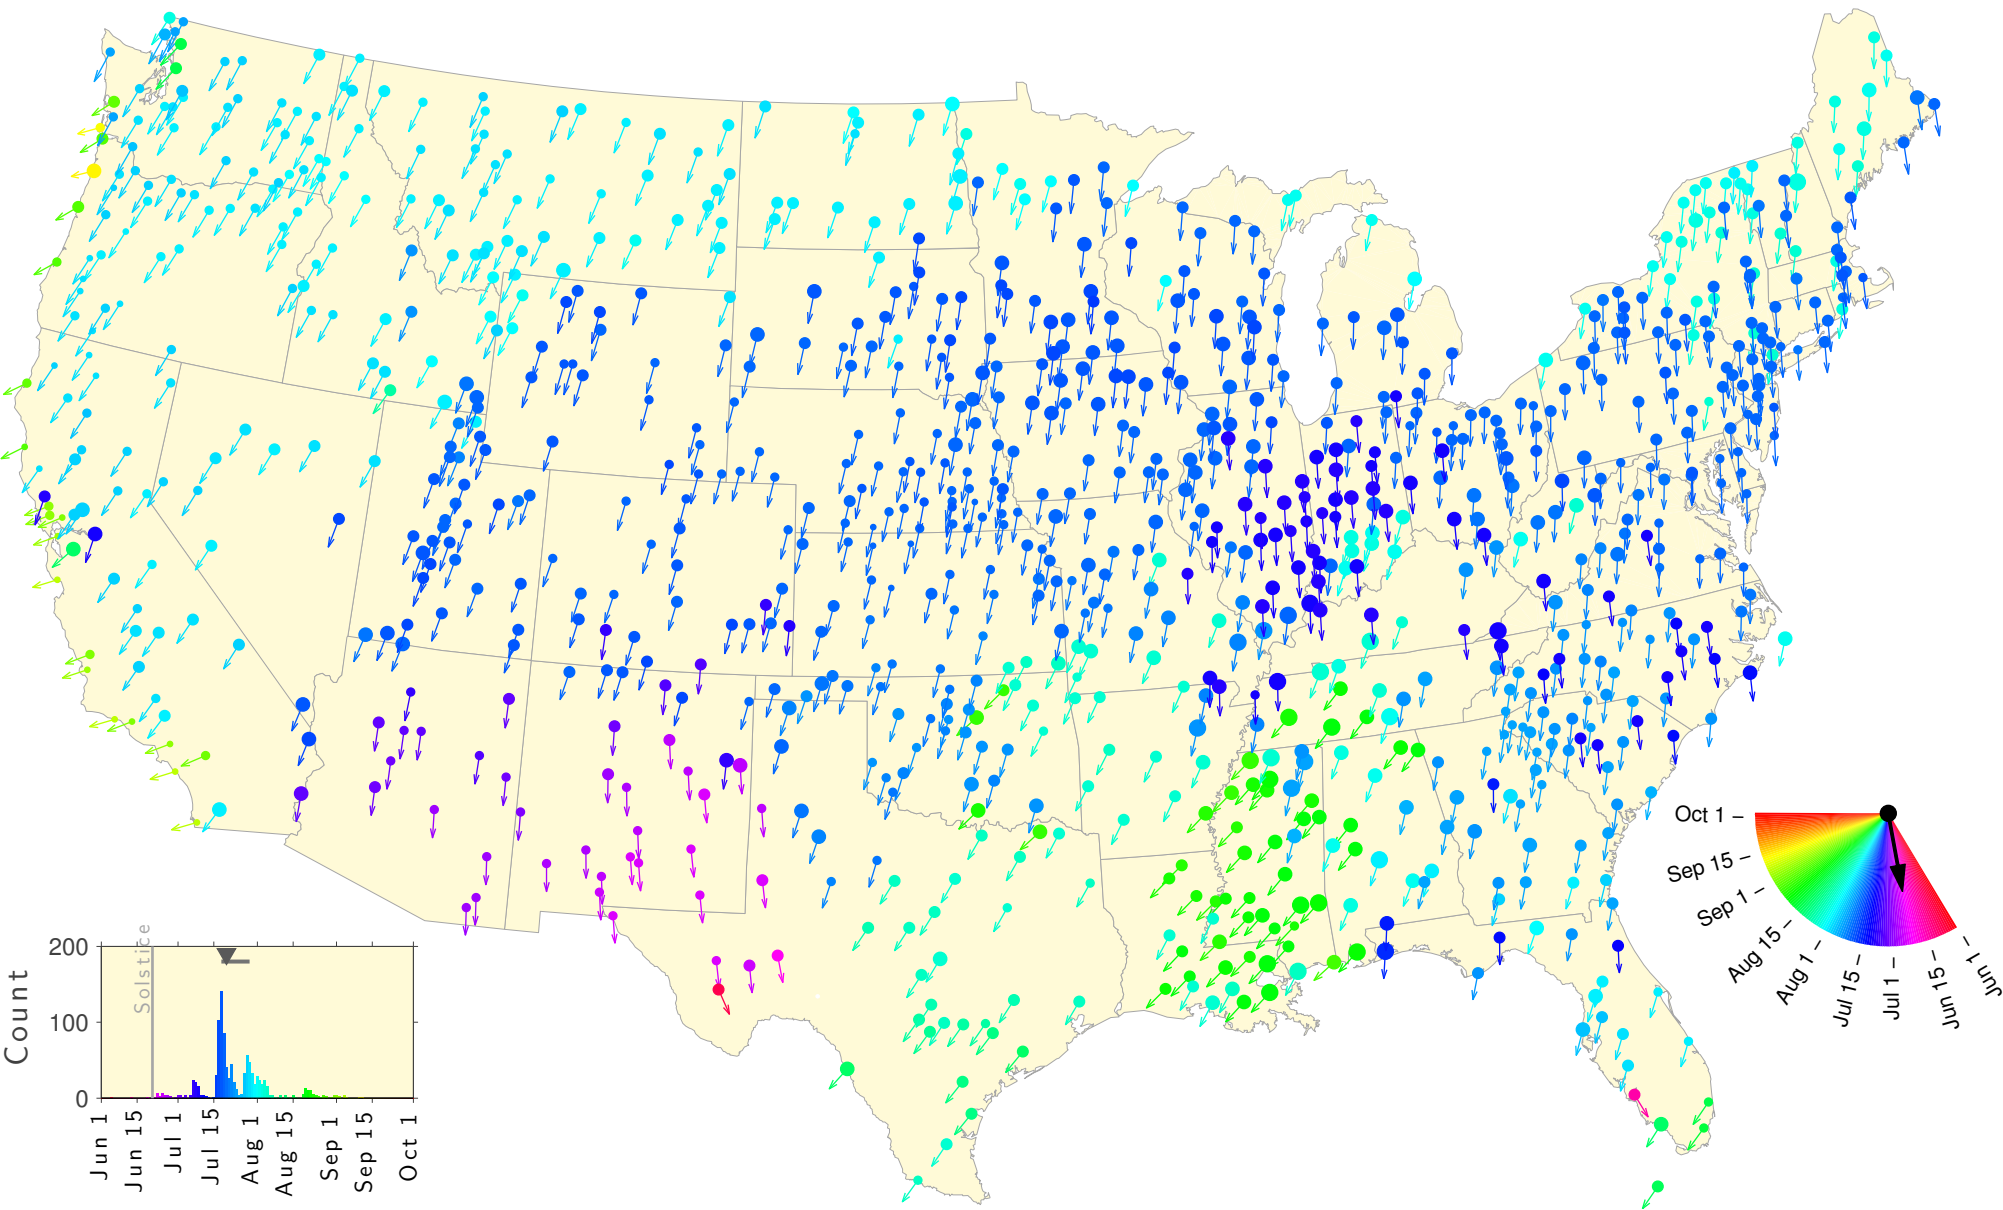 Oct 1 –
Sep 15 –
Sep 1 –
Aug 15 –
Aug 1 –
Jul 15 –
Jul 1 –
Jun 15 –
Jun 1 –
Solstice
Count
200
100
0
Jun 1
Jun 15
Jul 1
Jul 15
Aug 1
Aug 15
Sep 1
Sep 15
Oct 1